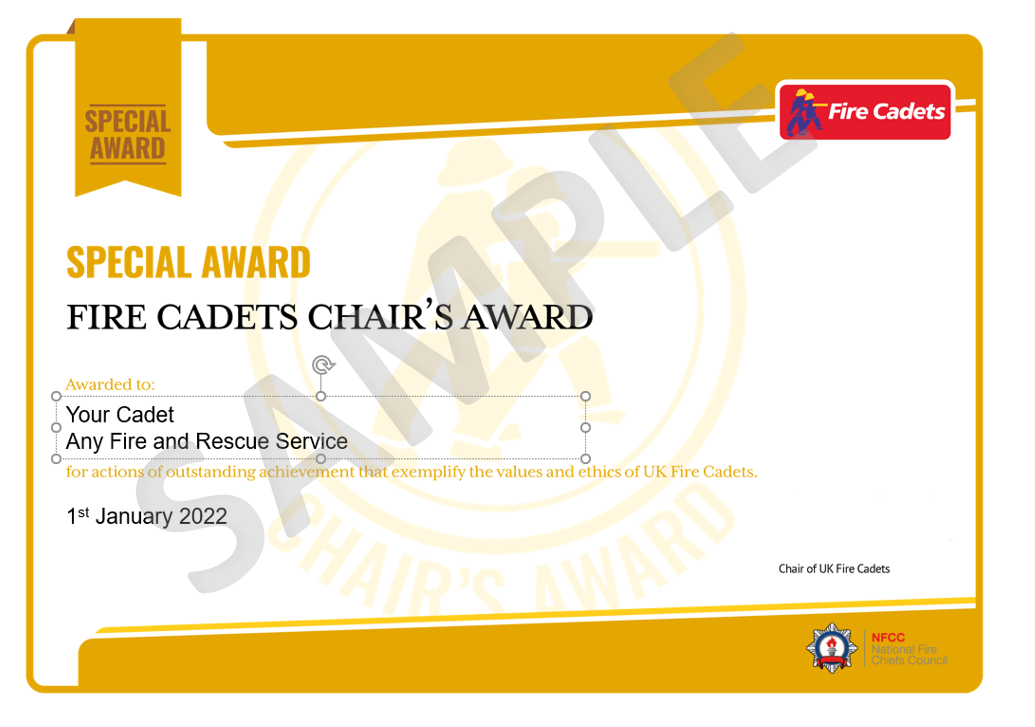 SPECIAL
AWARD
Fire Cadets
SPECIAL AWARD
FIRE CADETS CHAIR’S AWARD
Awarded to:
Your Cadet
Any Fire and Rescue Service
for actions of outstanding achievement that exemplify the values and ethics of UK Fire Cadets.
1st January 2022
Chair of UK Fire Cadets
SAMPLE
CHAIR’S AWARD
NFCC
National Fire
Chiefs Council